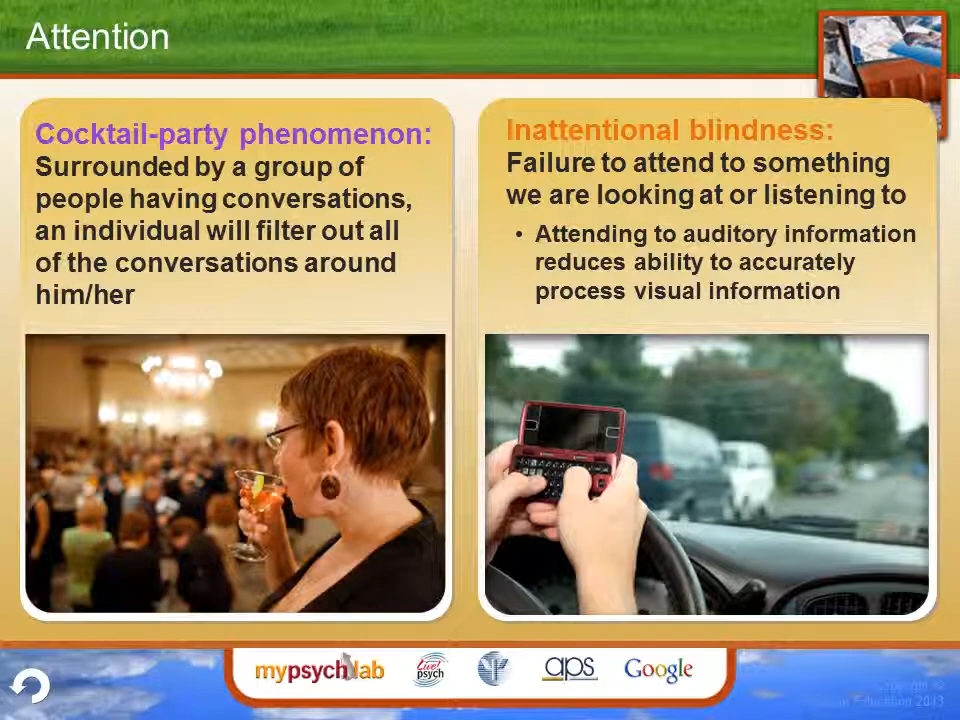 Attention
Cocktail-party phenomenon:
Surrounded by a group of
people having conversations,
an individual will filter out all
of the conversations around
him/her
Inattentional blindness:
Failure to attend to something
we are looking at or listening to
• Attending to auditory information
reduces ability to accurately
process visual information
mypsychlab
Live!
psych
aps
Google
Education 2013